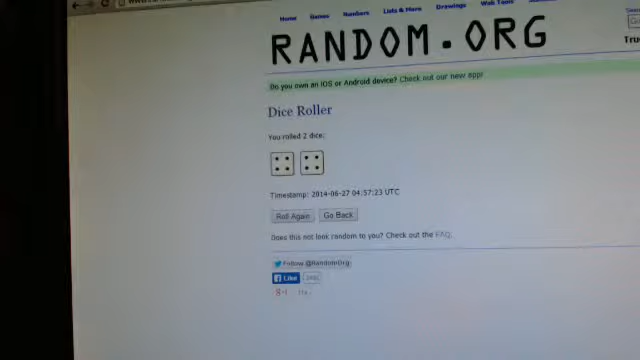 Home Games Numbers Lists & More Drawings Web Tools
RANDOM.ORG
Do you own an iOS or Android device? Check out our new app!
Dice Roller
You rolled 2 dice:
Timestamp: 2014-06-27 04:57:23 UTC
Roll Again Go Back
Does this not look random to you? Check out the FAQ.
Follow @RandomOrg
Like